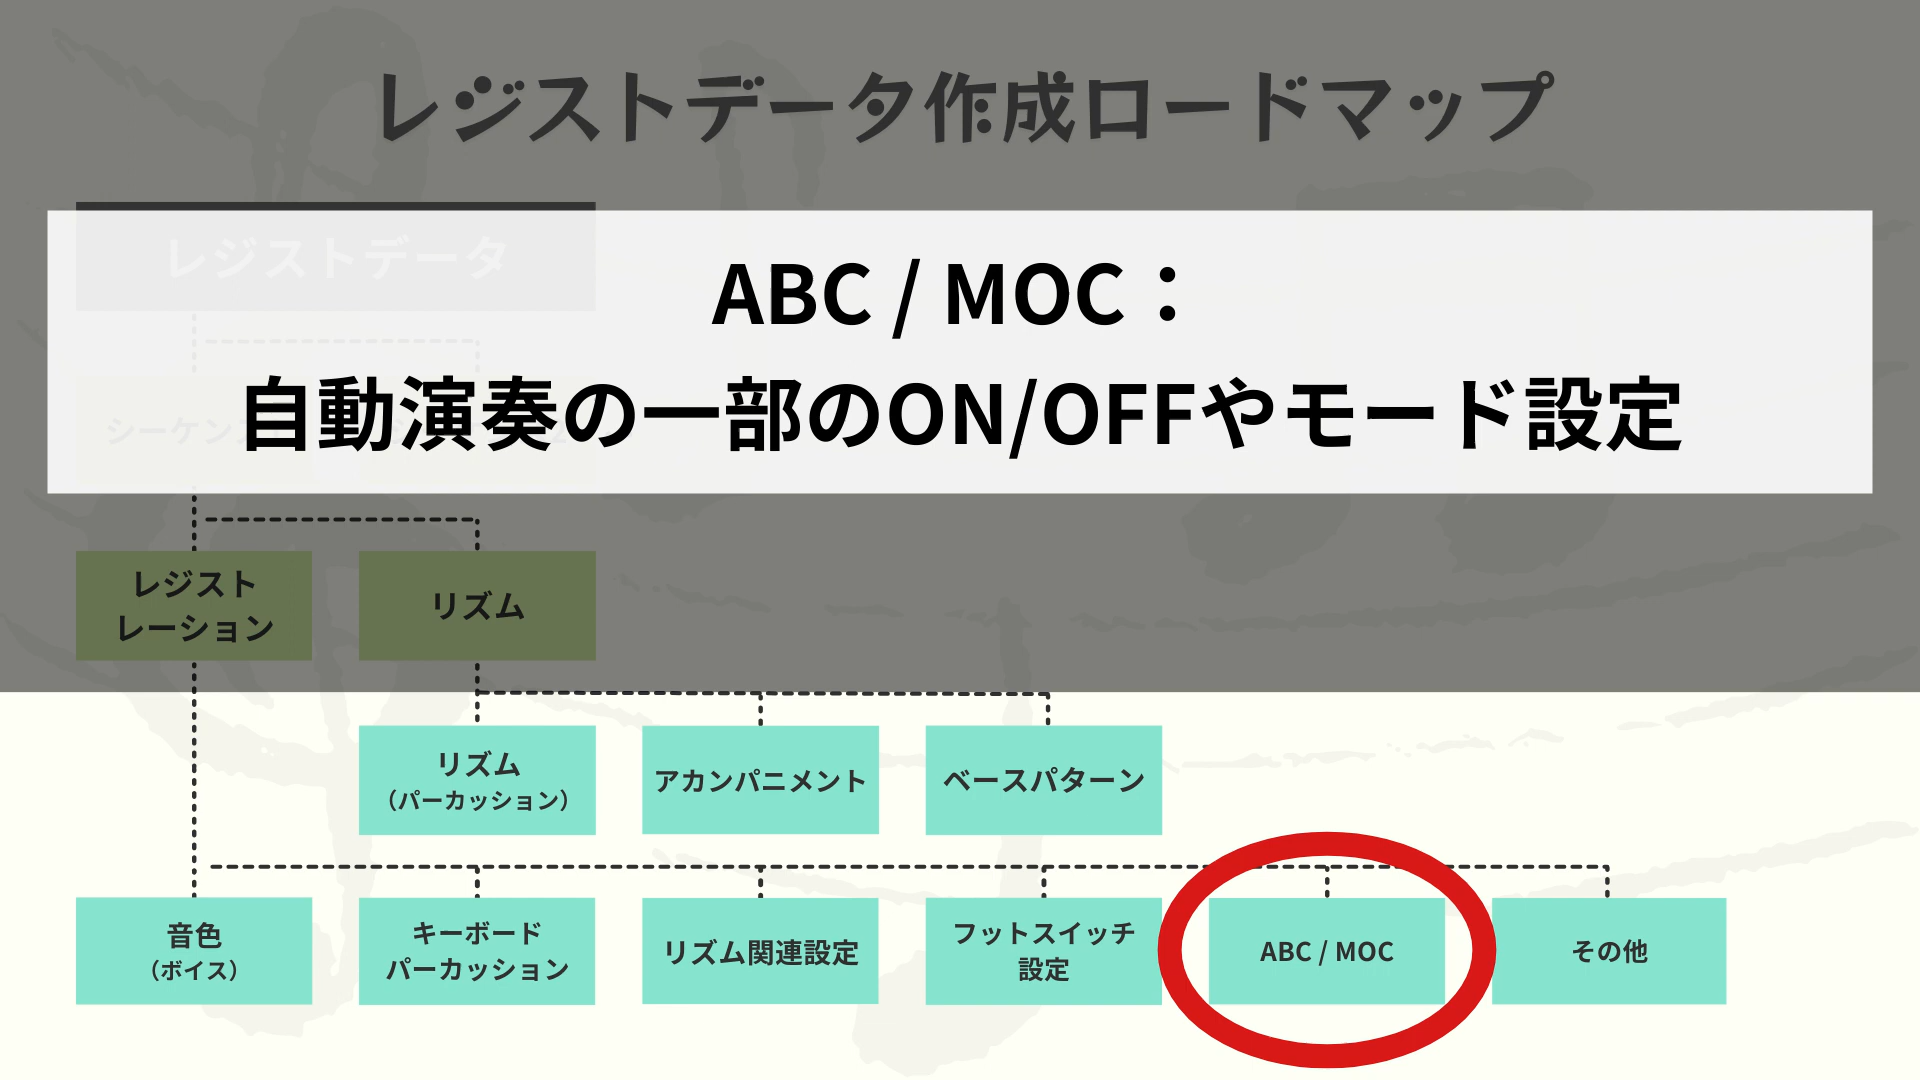 レジストデータ作成ロードマップ
レジストデータ
ABC / MOC：
自動演奏の一部のON/OFFやモード設定
シーケンス
レジスト
レーション
リズム
リズム
（パーカッション）
アカンパニメント
ベースパターン
音色
（ボイス）
キーボード
パーカッション
リズム関連設定
フットスイッチ
設定
ABC / MOC
その他